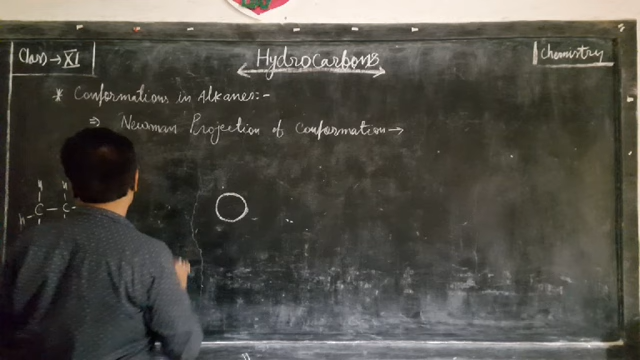 Class → XI
Hydrocarbons
Chemistry
* Conformations in Alkanes:-
⇒ Newman Projection of Conformation →
H H
H - C - C -